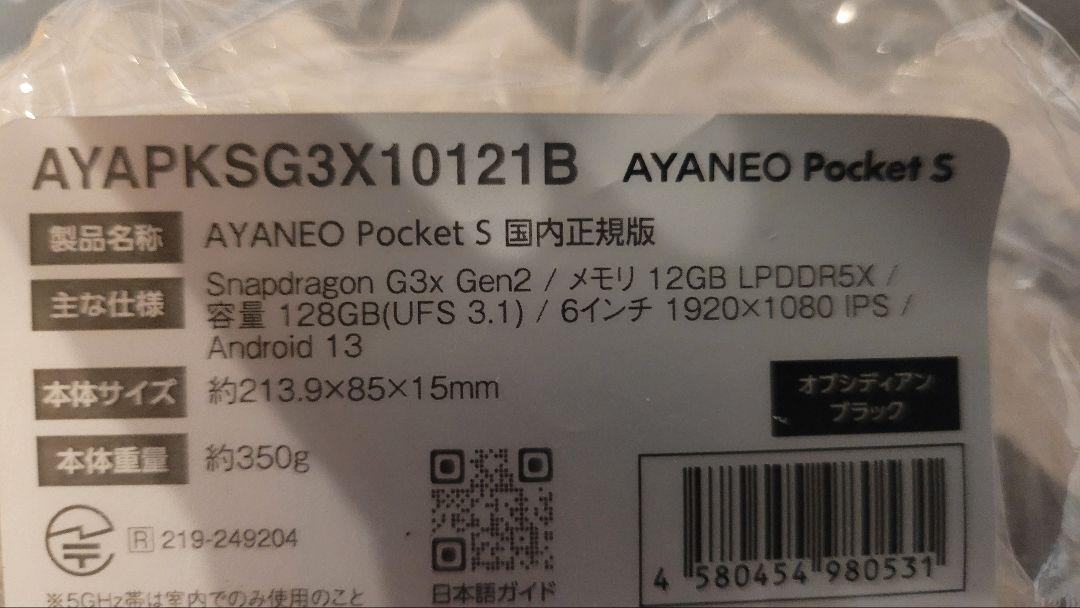 AYAPKSG3X10121B AYANEO Pocket S
製品名称 AYANEO Pocket S 国内正規版
主な仕様 Snapdragon G3x Gen2 / メモリ 12GB LPDDR5X /
容量 128GB(UFS 3.1) / 6インチ 1920×1080 IPS /
Android 13
本体サイズ 約213.9×85×15mm
オブシディアン
ブラック
本体重量 約350g
R 219-249204
※5GHz帯は室内でのみ使用のこと
日本語ガイド
4 580454 980531